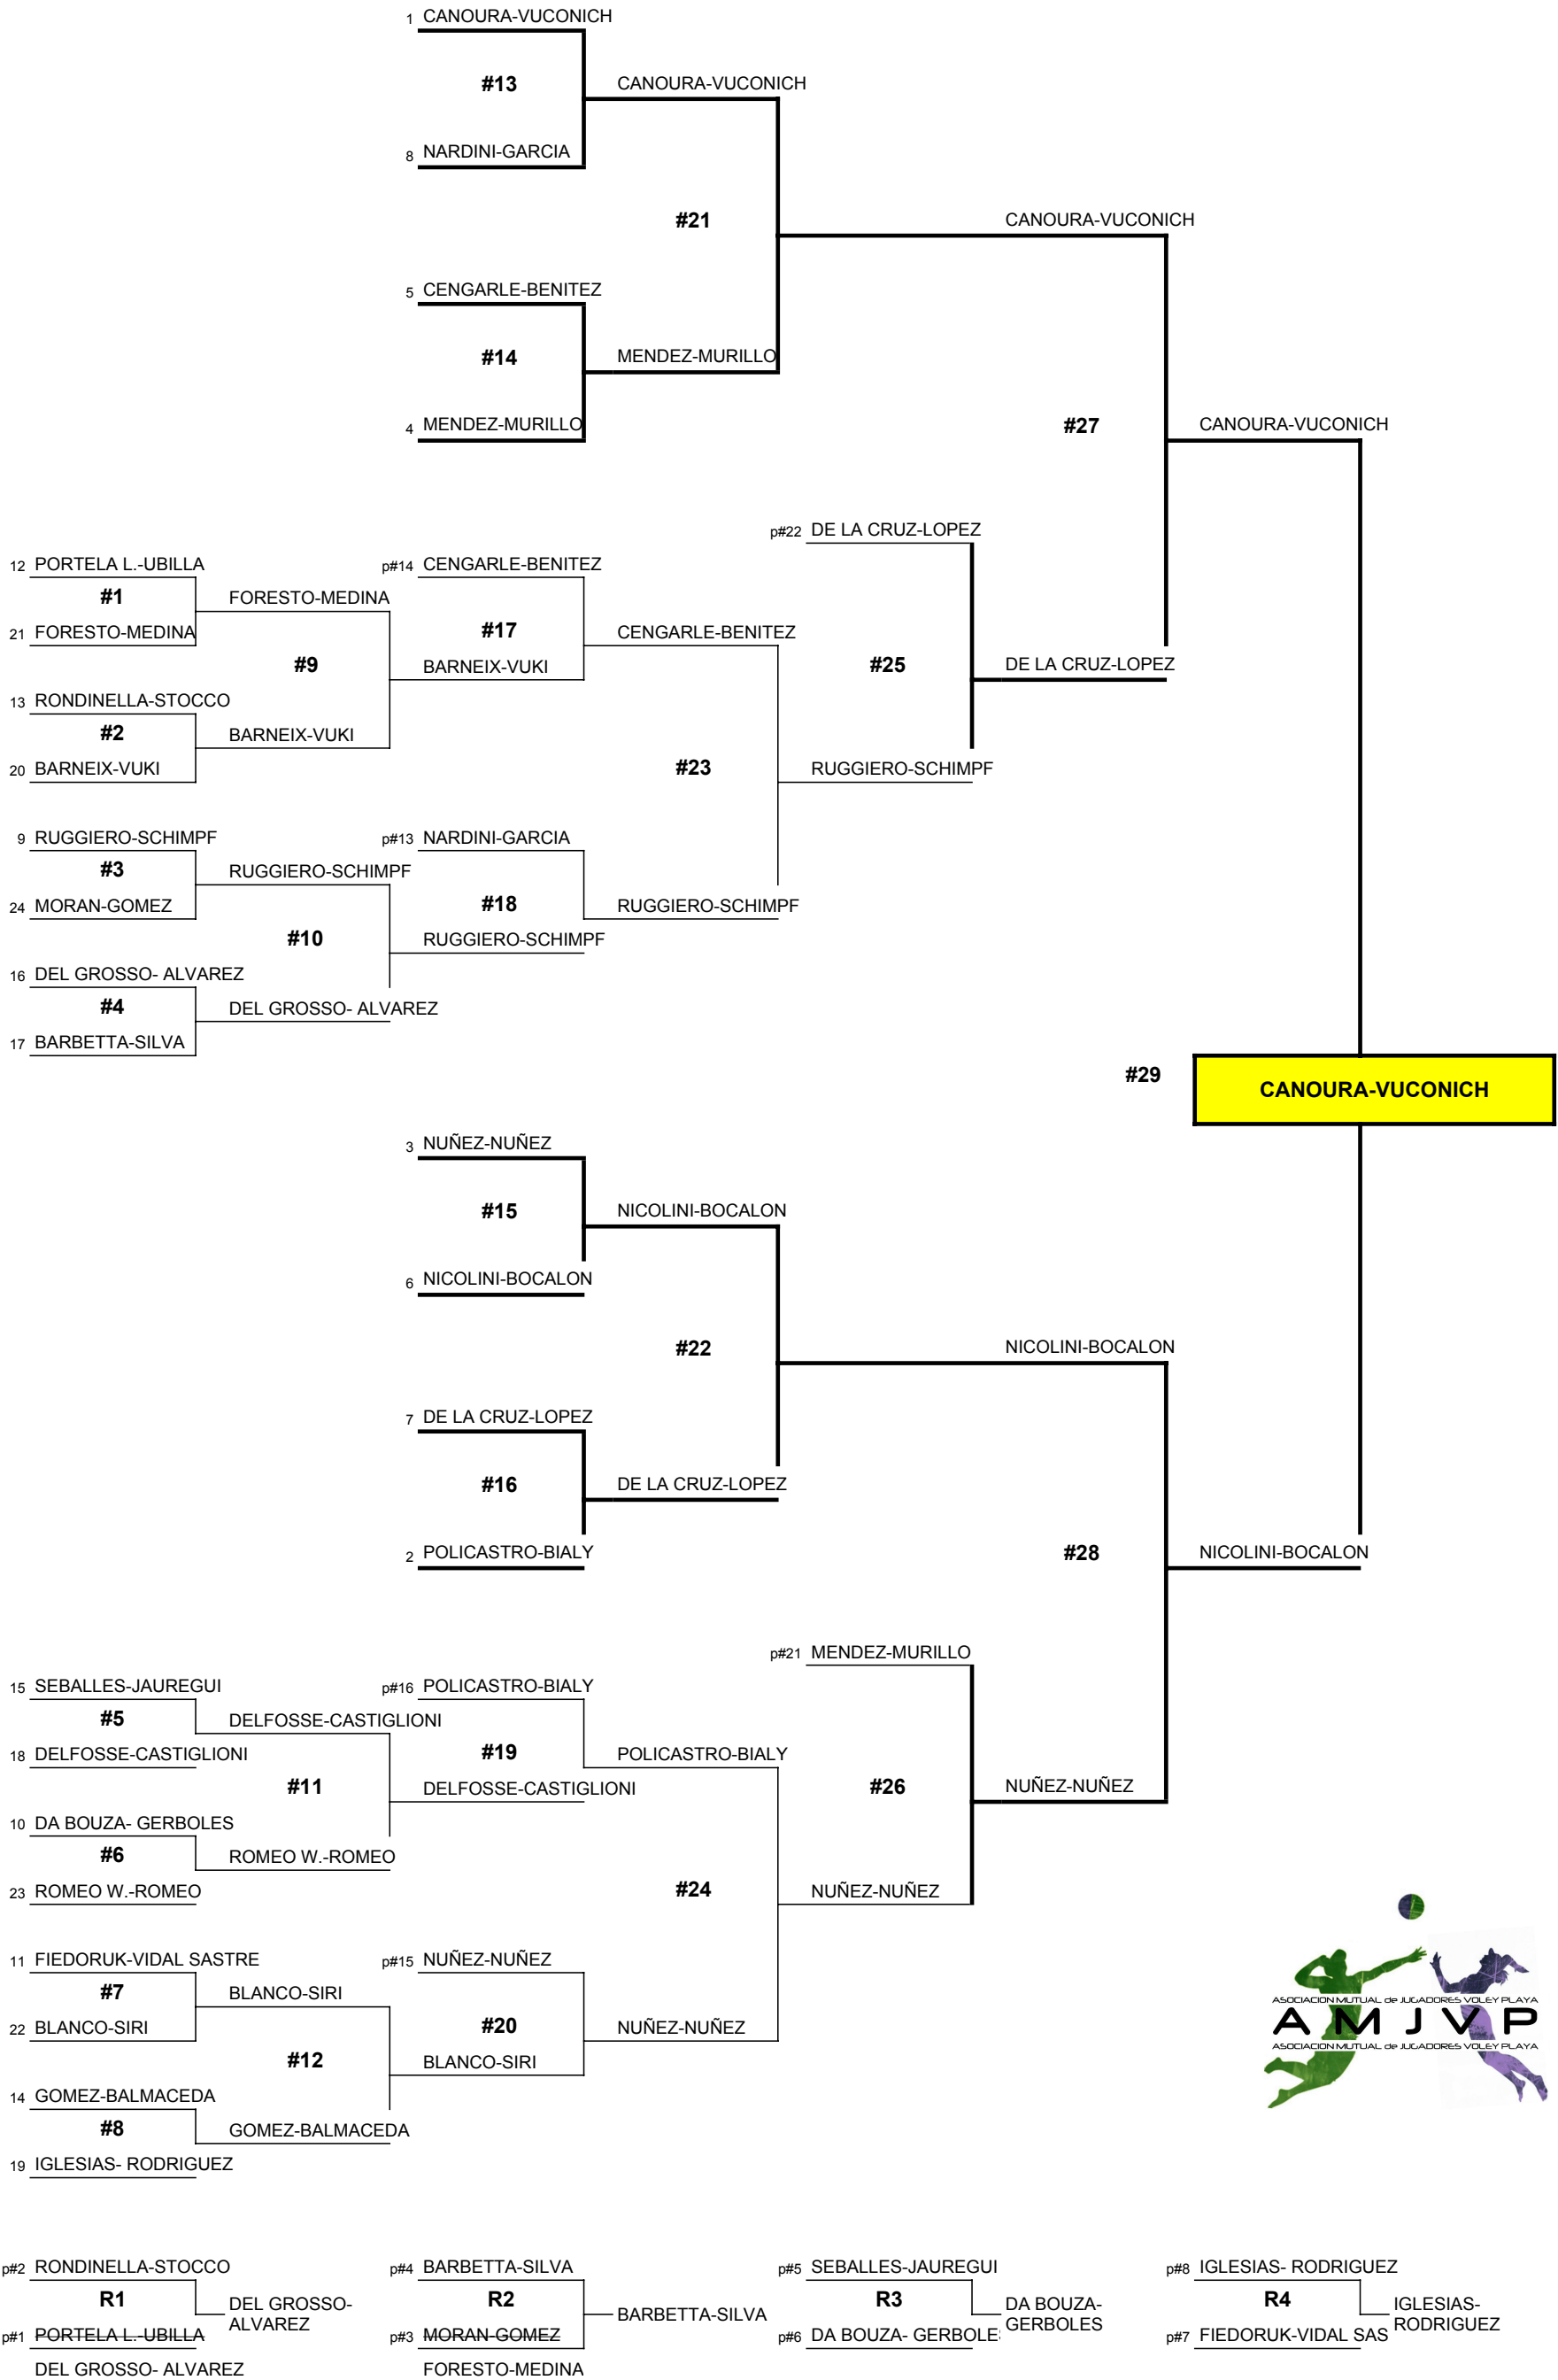 1 CANOURA-VUCONICH
#13 CANOURA-VUCONICH
8 NARDINI-GARCIA
#21 CANOURA-VUCONICH
5 CENGARLE-BENITEZ
#14 MENDEZ-MURILLO
4 MENDEZ-MURILLO
#27 CANOURA-VUCONICH
p#22 DE LA CRUZ-LOPEZ
12 PORTELA L.-UBILLA
p#14 CENGARLE-BENITEZ
#1 FORESTO-MEDINA
21 FORESTO-MEDINA
#17 CENGARLE-BENITEZ
#9 BARNEIX-VUKI
#25 DE LA CRUZ-LOPEZ
13 RONDINELLA-STOCCO
#2 BARNEIX-VUKI
20 BARNEIX-VUKI
#23 RUGGIERO-SCHIMPF
9 RUGGIERO-SCHIMPF
p#13 NARDINI-GARCIA
#3 RUGGIERO-SCHIMPF
24 MORAN-GOMEZ
#18 RUGGIERO-SCHIMPF
#10 RUGGIERO-SCHIMPF
16 DEL GROSSO- ALVAREZ
#4 DEL GROSSO- ALVAREZ
17 BARBETTA-SILVA
#29 CANOURA-VUCONICH
3 NUÑEZ-NUÑEZ
#15 NICOLINI-BOCALON
6 NICOLINI-BOCALON
#22 NICOLINI-BOCALON
7 DE LA CRUZ-LOPEZ
#16 DE LA CRUZ-LOPEZ
2 POLICASTRO-BIALY
#28 NICOLINI-BOCALON
p#21 MENDEZ-MURILLO
15 SEBALLES-JAUREGUI
p#16 POLICASTRO-BIALY
#5 DELFOSSE-CASTIGLIONI
18 DELFOSSE-CASTIGLIONI
#19 POLICASTRO-BIALY
#11 DELFOSSE-CASTIGLIONI
#26 NUÑEZ-NUÑEZ
10 DA BOUZA- GERBOLES
#6 ROMEO W.-ROMEO
23 ROMEO W.-ROMEO
#24 NUÑEZ-NUÑEZ
11 FIEDORUK-VIDAL SASTRE
p#15 NUÑEZ-NUÑEZ
#7 BLANCO-SIRI
22 BLANCO-SIRI
#20 NUÑEZ-NUÑEZ
#12 BLANCO-SIRI
14 GOMEZ-BALMACEDA
#8 GOMEZ-BALMACEDA
19 IGLESIAS- RODRIGUEZ
ASOCIACION MUTUAL de JUGADORES VOLEY PLAYA
AMJVP
ASOCIACION MUTUAL de JUGADORES VOLEY PLAYA
p#2 RONDINELLA-STOCCO
R1 DEL GROSSO-
ALVAREZ
p#1 PORTELA L.-UBILLA
DEL GROSSO- ALVAREZ
p#4 BARBETTA-SILVA
R2 BARBETTA-SILVA
p#3 MORAN-GOMEZ
FORESTO-MEDINA
p#5 SEBALLES-JAUREGUI
R3 DA BOUZA-
GERBOLES
p#6 DA BOUZA- GERBOLE
p#8 IGLESIAS- RODRIGUEZ
R4 IGLESIAS-
RODRIGUEZ
p#7 FIEDORUK-VIDAL SAS